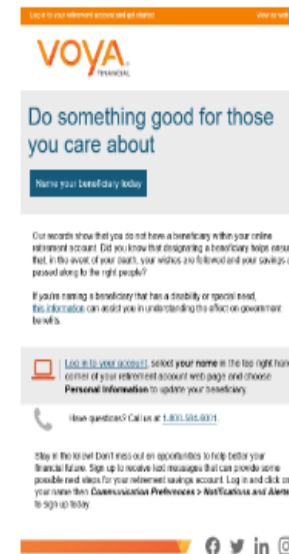 Log in to your retirement account and get started
View as web
VOYA
FINANCIAL
Do something good for those
you care about
Name your beneficiary today
Our records show that you do not have a beneficiary within your online
retirement account. Did you know that designating a beneficiary helps ensu
that, in the event of your death, your wishes are followed and your savings a
passed along to the right people?
If you're naming a beneficiary that has a disability or special need,
this information can assist you in understanding the effect on government
benefits.
Log in to your account, select your name in the top right hand
corner of your retirement account web page and choose
Personal Information to update your beneficiary.
Have questions? Call us at 1.800.584.6001.
Stay in the know! Don't miss out on opportunities to help better your
financial future. Sign up to receive text messages that can provide some
possible next steps for your retirement savings account. Log in and click on
your name then Communication Preferences > Notifications and Alerts
to sign up today.